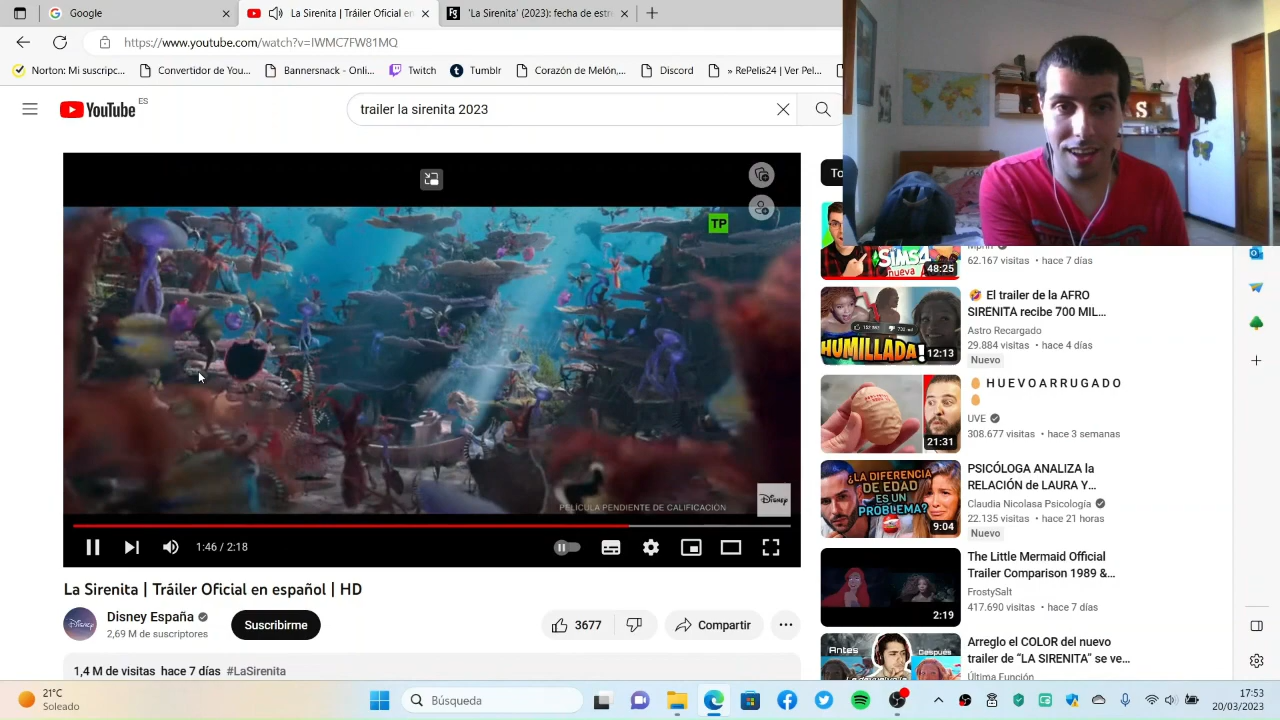 Google
La Sirenita | Tráiler Oficial en
'La Sirenita' (2023): fecha de estre
https://www.youtube.com/watch?v=IWMC7FW81MQ
Norton: Mi suscripc...
Convertidor de You...
Bannersnack - Onli...
Twitch
Tumblr
Corazón de Melón,...
Discord
» RePelis24 | Ver Pel...
YouTube ES
trailer la sirenita 2023
S
TP
PELÍCULA PENDIENTE DE CALIFICACIÓN
Disney
1:46 / 2:18
La Sirenita | Tráiler Oficial en español | HD
Disney España
2,69 M de suscriptores
Suscribirme
3677
Compartir
1,4 M de visitas hace 7 días #LaSirenita
To
SIMS4
nueva
48:25
62.167 visitas • hace 7 días
HUMILLADA!
12:13
🤣 El trailer de la AFRO
SIRENITA recibe 700 MIL...
Astro Recargado
29.884 visitas • hace 4 días
Nuevo
21:31
🥚 H U E V O A R R U G A D O
🥚
UVE
308.677 visitas • hace 3 semanas
¿LA DIFERENCIA
DE EDAD
ES UN
PROBLEMA?
9:04
PSICÓLOGA ANALIZA la
RELACIÓN de LAURA Y...
Claudia Nicolasa Psicología
22.135 visitas • hace 21 horas
Nuevo
2:19
The Little Mermaid Official
Trailer Comparison 1989 &...
FrostySalt
417.690 visitas • hace 7 días
Antes
Después
Arreglo el COLOR del nuevo
trailer de “LA SIRENITA” se ve...
Última Función
21°C
Soleado
Búsqueda
17:53
20/03/2023